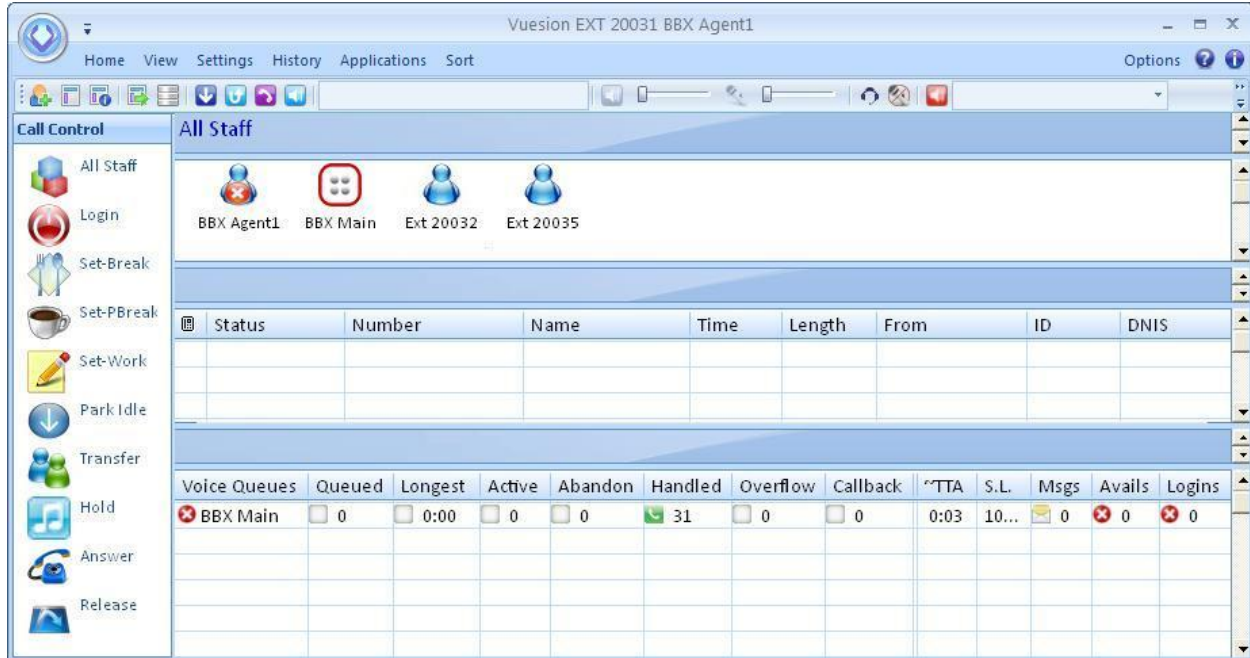 Vuesion EXT 20031 BBX Agent1
Home View Settings History Applications Sort Options
Call Control
All Staff
Login
Set-Break
Set-PBreak
Set-Work
Park Idle
Transfer
Hold
Answer
Release
All Staff
BBX Agent1 BBX Main Ext 20032 Ext 20035
Status Number Name Time Length From ID DNIS
Voice Queues Queued Longest Active Abandon Handled Overflow Callback ~TTA S.L. Msgs Avails Logins
BBX Main 0 0:00 0 0 31 0 0 0:03 10... 0 0 0